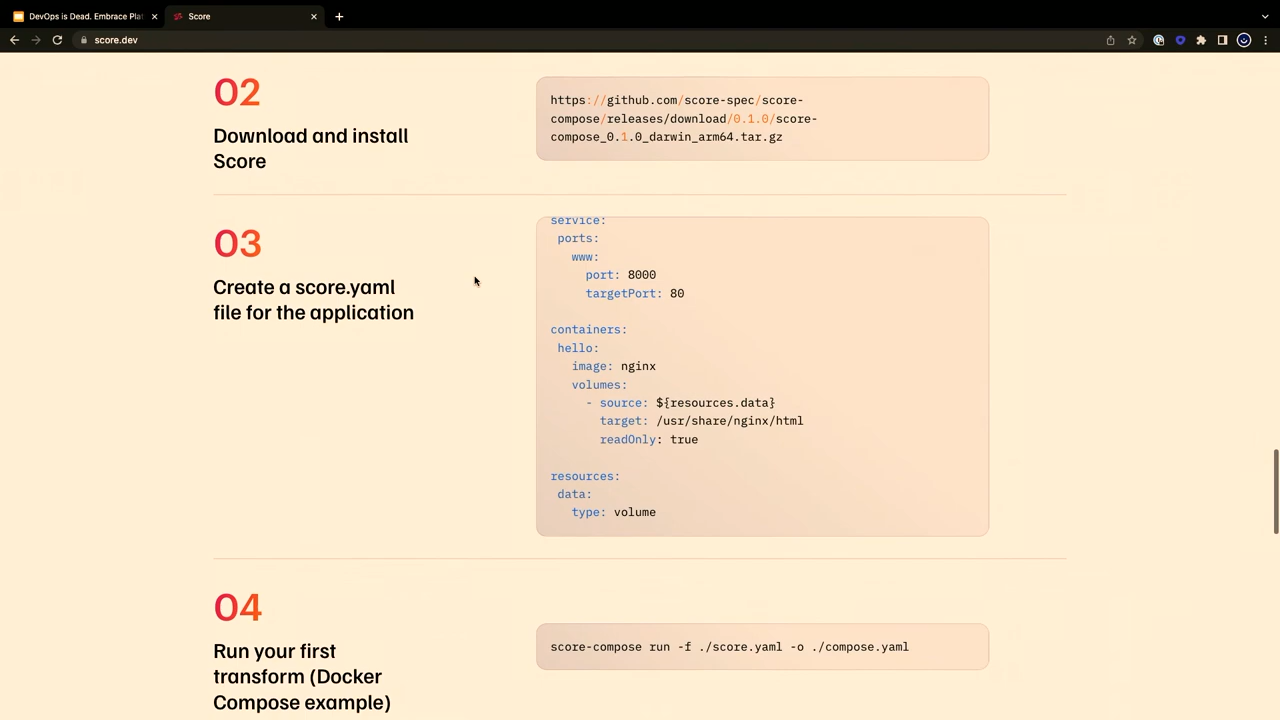 DevOps is Dead. Embrace Pla
Score
score.dev
02
Download and install
Score
https://github.com/score-spec/score-
compose/releases/download/0.1.0/score-
compose_0.1.0_darwin_arm64.tar.gz
03
Create a score.yaml
file for the application
service:
 ports:
   www:
     port: 8000
     targetPort: 80
containers:
 hello:
   image: nginx
   volumes:
     - source: ${resources.data}
       target: /usr/share/nginx/html
       readOnly: true
resources:
 data:
   type: volume
04
Run your first
transform (Docker
Compose example)
score-compose run -f ./score.yaml -o ./compose.yaml